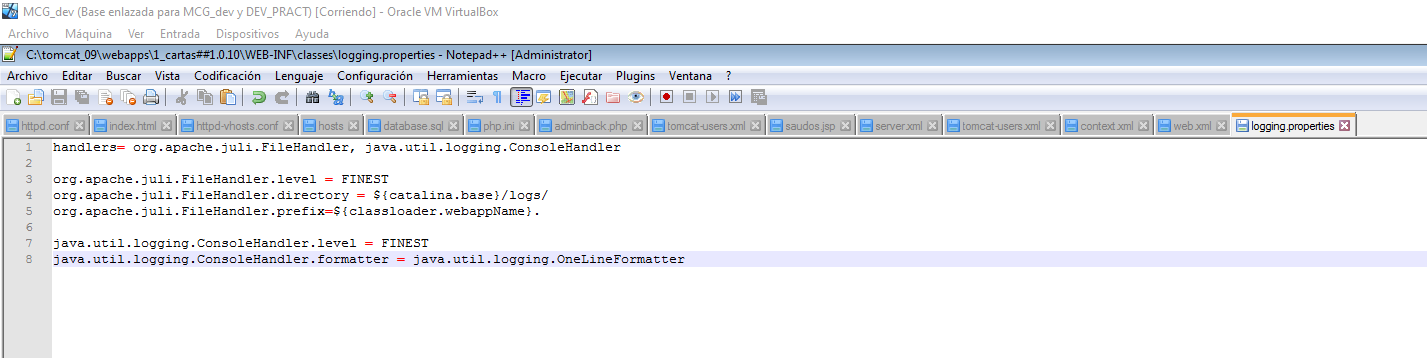 MCG_dev (Base enlazada para MCG_dev y DEV_PRACT) [Corriendo] - Oracle VM VirtualBox
Archivo Máquina Ver Entrada Dispositivos Ayuda
C:\tomcat_09\webapps\1_cartas##1.0.10\WEB-INF\classes\logging.properties - Notepad++ [Administrator]
Archivo Editar Buscar Vista Codificación Lenguaje Configuración Herramientas Macro Ejecutar Plugins Ventana ?
httpd.conf index.html httpd-vhosts.conf hosts database.sql php.ini adminback.php tomcat-users.xml saudos.jsp server.xml tomcat-users.xml context.xml web.xml logging.properties
1 handlers= org.apache.juli.FileHandler, java.util.logging.ConsoleHandler
2
3 org.apache.juli.FileHandler.level = FINEST
4 org.apache.juli.FileHandler.directory = ${catalina.base}/logs/
5 org.apache.juli.FileHandler.prefix=${classloader.webappName}.
6
7 java.util.logging.ConsoleHandler.level = FINEST
8 java.util.logging.ConsoleHandler.formatter = java.util.logging.OneLineFormatter